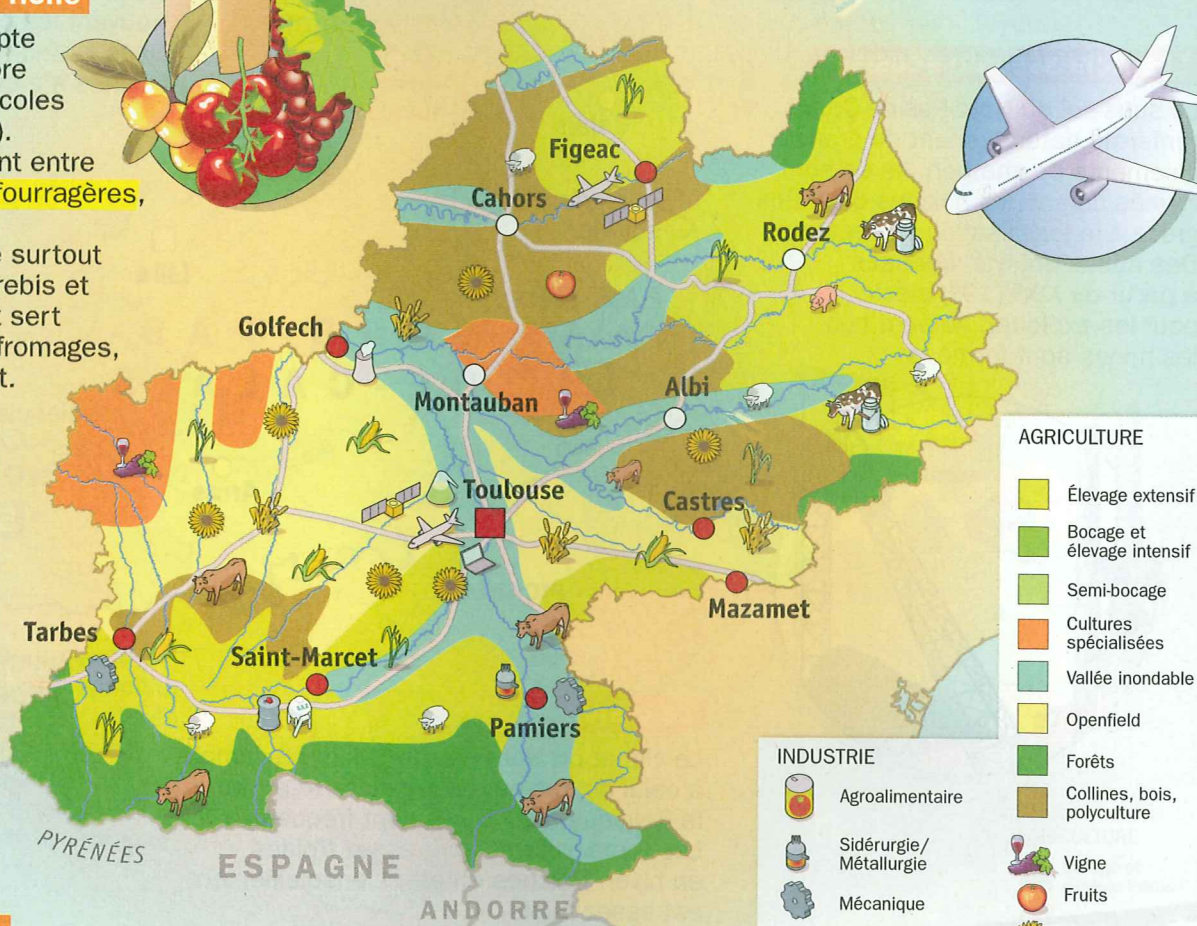 coles
).
nt entre
fourragères,
surtout
rebis et
sert
fromages,
t.
Figeac
Cahors
Rodez
Golfech
Montauban
Albi
Toulouse
Castres
Mazamet
Tarbes
Saint-Marcet
Pamiers
PYRÉNÉES
ESPAGNE
ANDORRE
AGRICULTURE
Élevage extensif
Bocage et
élevage intensif
Semi-bocage
Cultures
spécialisées
Vallée inondable
Openfield
Forêts
Collines, bois,
polyculture
Vigne
Fruits
INDUSTRIE
Agroalimentaire
Sidérurgie/
Métallurgie
Mécanique